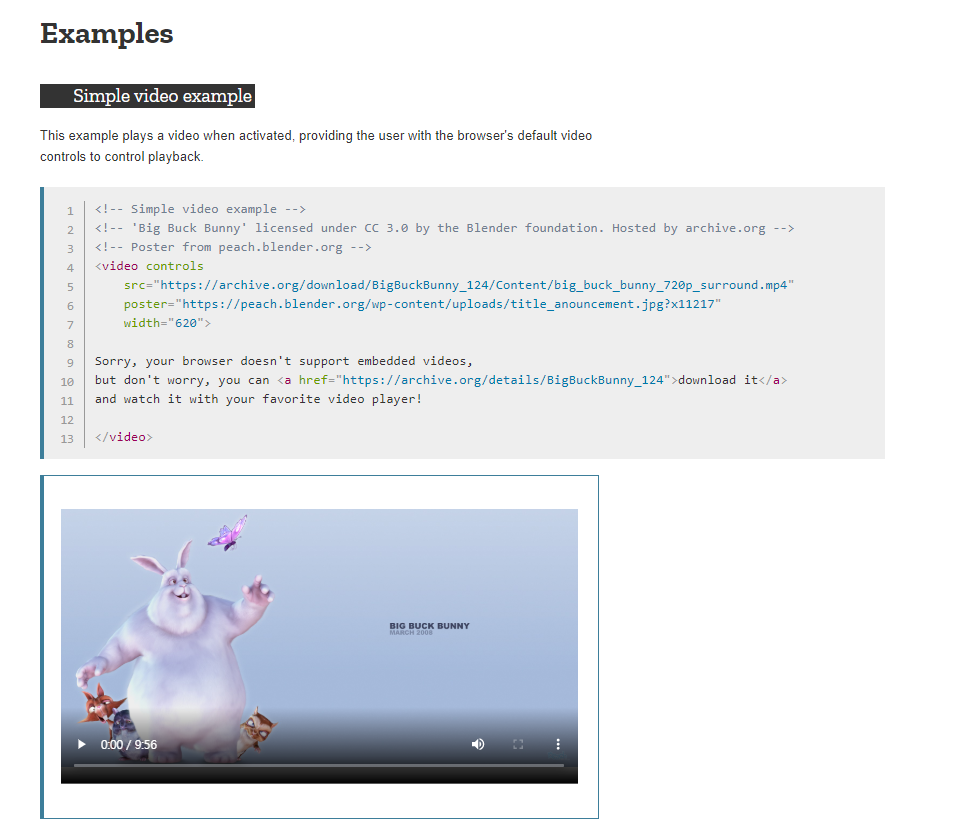 Examples
Simple video example
This example plays a video when activated, providing the user with the browser's default video
controls to control playback.
1 <!-- Simple video example -->
2 <!-- 'Big Buck Bunny' licensed under CC 3.0 by the Blender foundation. Hosted by archive.org -->
3 <!-- Poster from peach.blender.org -->
4 <video controls
5 src="https://archive.org/download/BigBuckBunny_124/Content/big_buck_bunny_720p_surround.mp4"
6 poster="https://peach.blender.org/wp-content/uploads/title_anouncement.jpg?x11217"
7 width="620">
8
9 Sorry, your browser doesn't support embedded videos,
10 but don't worry, you can <a href="https://archive.org/details/BigBuckBunny_124">download it</a>
11 and watch it with your favorite video player!
12
13 </video>
BIG BUCK BUNNY
MARCH 2008
0:00 / 9:56